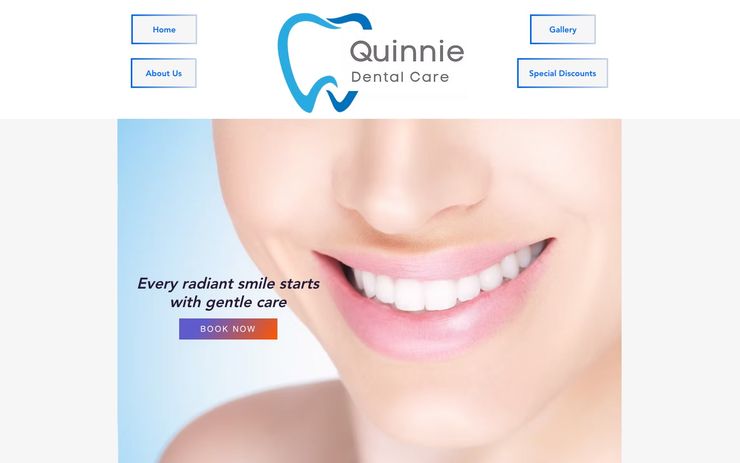 Home
Gallery
Quinnie
Dental Care
About Us
Special Discounts
Every radiant smile starts
with gentle care
BOOK NOW